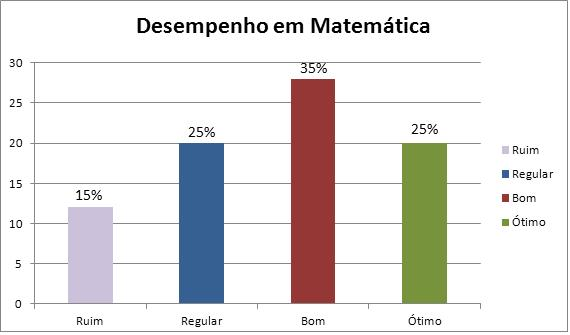 Desempenho em Matemática
30
25
20
15
10
5
0
15%
25%
35%
25%
Ruim
Regular
Bom
Ótimo
Ruim
Regular
Bom
Ótimo